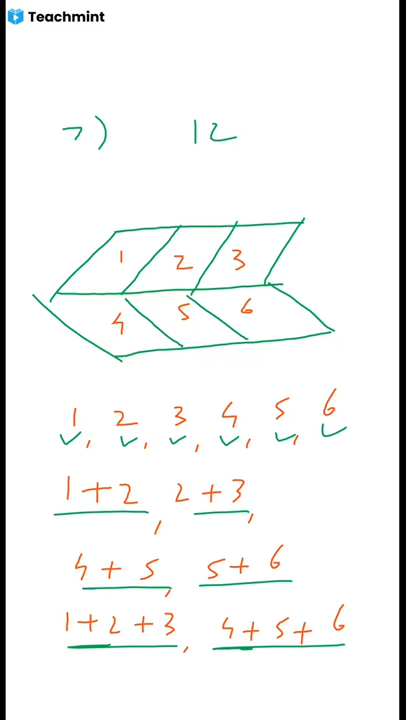 Teachmint
7) 12
1 2 3
4 5 6
1, 2, 3, 4, 5, 6
1+2, 2+3,
4+5, 5+6
1+2+3, 4+5+6